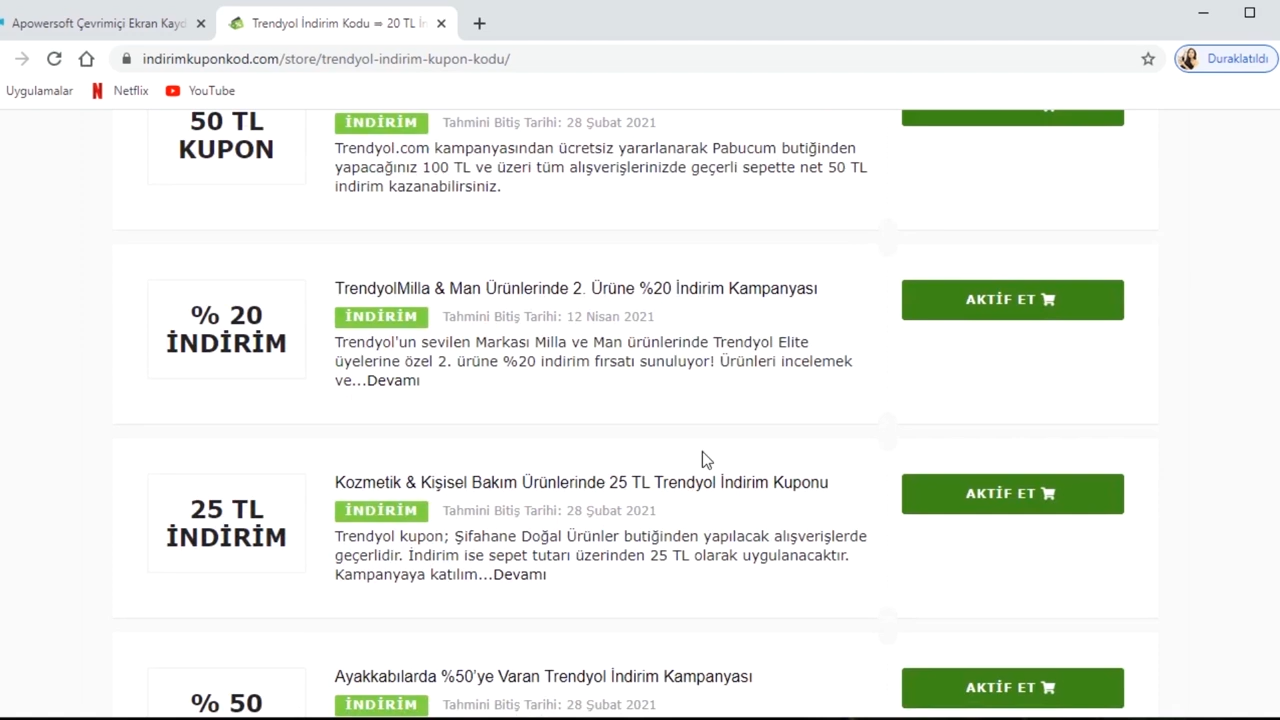 Apowersoft Çevrimiçi Ekran Kayd
Trendyol İndirim Kodu = 20 TL İn
indirimkuponkod.com/store/trendyol-indirim-kupon-kodu/
Duraklatıldı
Uygulamalar
Netflix
YouTube
50 TL
KUPON
İNDİRİM Tahmini Bitiş Tarihi: 28 Şubat 2021
Trendyol.com kampanyasından ücretsiz yararlanarak Pabucum butiğinden
yapacağınız 100 TL ve üzeri tüm alışverişlerinizde geçerli sepette net 50 TL
indirim kazanabilirsiniz.
% 20
İNDİRİM
TrendyolMilla & Man Ürünlerinde 2. Ürüne %20 İndirim Kampanyası
İNDİRİM Tahmini Bitiş Tarihi: 12 Nisan 2021
Trendyol'un sevilen Markası Milla ve Man ürünlerinde Trendyol Elite
üyelerine özel 2. ürüne %20 indirim fırsatı sunuluyor! Ürünleri incelemek
ve...Devamı
AKTİF ET
25 TL
İNDİRİM
Kozmetik & Kişisel Bakım Ürünlerinde 25 TL Trendyol İndirim Kuponu
İNDİRİM Tahmini Bitiş Tarihi: 28 Şubat 2021
Trendyol kupon; Şifahane Doğal Ürünler butiğinden yapılacak alışverişlerde
geçerlidir. İndirim ise sepet tutarı üzerinden 25 TL olarak uygulanacaktır.
Kampanyaya katılım...Devamı
AKTİF ET
% 50
Ayakkabılarda %50'ye Varan Trendyol İndirim Kampanyası
İNDİRİM Tahmini Bitiş Tarihi: 28 Şubat 2021
AKTİF ET